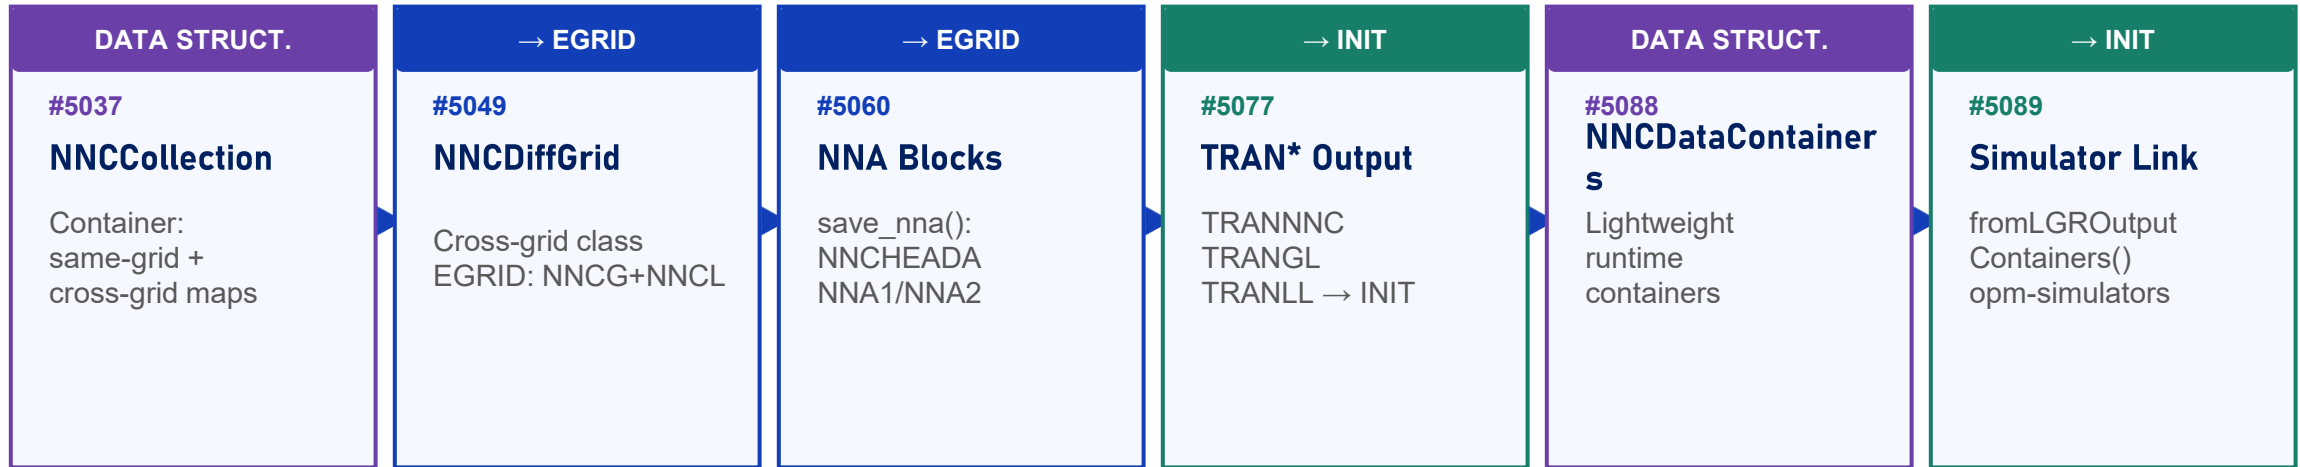 DATA STRUCT.
#5037
NNCCollection
Container:
same-grid +
cross-grid maps
→ EGRID
#5049
NNCDiffGrid
Cross-grid class
EGRID: NNCG+NNCL
→ EGRID
#5060
NNA Blocks
save_nna():
NNCHEADA
NNA1/NNA2
→ INIT
#5077
TRAN* Output
TRANNNC
TRANGL
TRANLL → INIT
DATA STRUCT.
#5088
NNCDataContainer
s
Lightweight
runtime
containers
→ INIT
#5089
Simulator Link
fromLGROutput
Containers()
opm-simulators